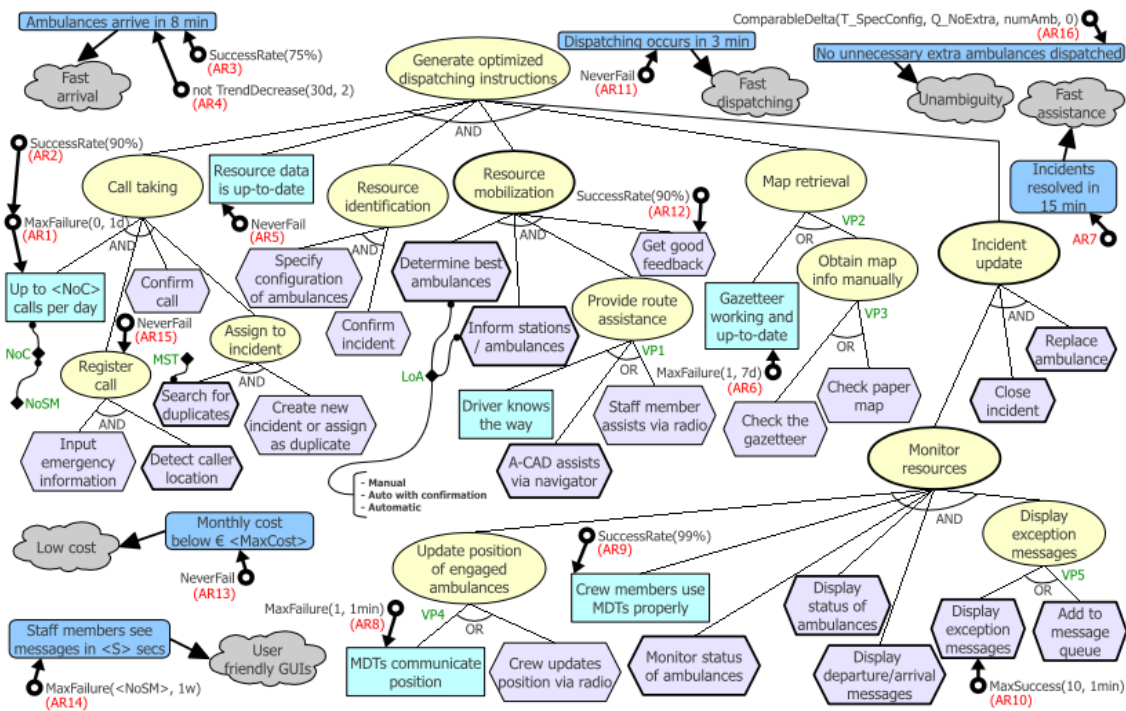 Ambulances arrive in 8 min
SuccessRate(75%)
(AR3)
not TrendDecrease(30d, 2)
(AR4)
Fast
arrival
Generate optimized
dispatching instructions
AND
Dispatching occurs in 3 min
NeverFail
(AR11)
Fast
dispatching
ComparableDelta(T_SpecConfig, Q_NoExtra, numAmb, 0)
(AR16)
No unnecessary extra ambulances dispatched
Unambiguity
Fast
assistance
Incidents
resolved in
15 min
AR7
SuccessRate(90%)
(AR2)
MaxFailure(0, 1d)
(AR1)
Call taking
AND
Resource data
is up-to-date
NeverFail
(AR5)
Resource
identification
AND
Resource
mobilization
AND
SuccessRate(90%)
(AR12)
Get good
feedback
Map retrieval
VP2
OR
Obtain map
info manually
VP3
OR
Incident
update
AND
Up to <NoC>
calls per day
NoC
NoSM
Confirm
call
NeverFail
(AR15)
Register
call
AND
MST
Assign to
incident
AND
Search for
duplicates
Create new
incident or assign
as duplicate
Input
emergency
information
Detect caller
location
Specify
configuration
of ambulances
Confirm
incident
Determine best
ambulances
Inform stations
/ ambulances
LoA
- Manual
- Auto with confirmation
- Automatic
Provide route
assistance
VP1
OR
Driver knows
the way
Staff member
assists via radio
A-CAD assists
via navigator
Gazetteer
working and
up-to-date
MaxFailure(1, 7d)
(AR6)
Check the
gazetteer
Check paper
map
Replace
ambulance
Close
incident
Monitor
resources
AND
Low cost
Monthly cost
below € <MaxCost>
NeverFail
(AR13)
Staff members see
messages in <S> secs
MaxFailure(<NoSM>, 1w)
(AR14)
User
friendly GUIs
Update position
of engaged
ambulances
VP4
OR
MaxFailure(1, 1min)
(AR8)
MDTs communicate
position
Crew updates
position via radio
SuccessRate(99%)
(AR9)
Crew members use
MDTs properly
Monitor status
of ambulances
Display
status of
ambulances
Display
departure/arrival
messages
Display
exception
messages
VP5
OR
Display
exception
messages
Add to
message
queue
MaxSuccess(10, 1min)
(AR10)